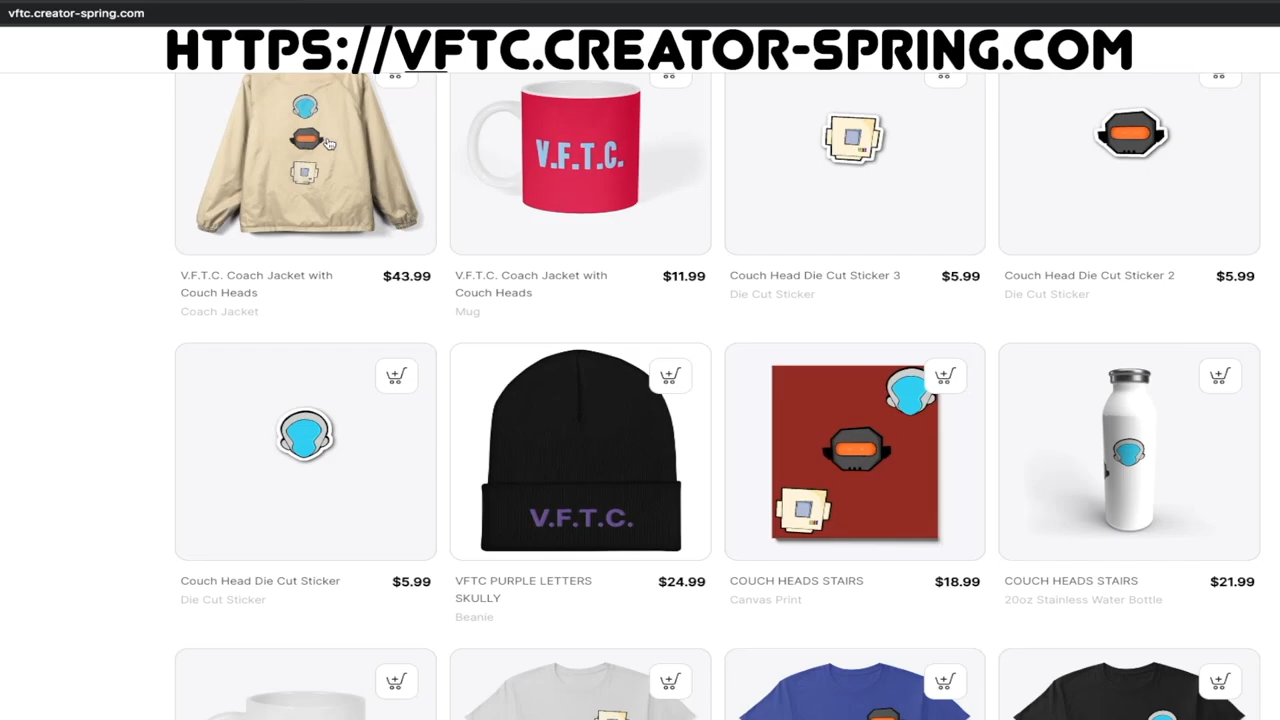 vftc.creator-spring.com
HTTPS://VFTC.CREATOR-SPRING.COM
V.F.T.C.
V.F.T.C. Coach Jacket with
Couch Heads
$43.99
Coach Jacket
V.F.T.C. Coach Jacket with
Couch Heads
$11.99
Mug
Couch Head Die Cut Sticker 3
$5.99
Die Cut Sticker
Couch Head Die Cut Sticker 2
$5.99
Die Cut Sticker
V.F.T.C.
Couch Head Die Cut Sticker
$5.99
Die Cut Sticker
VFTC PURPLE LETTERS
SKULLY
$24.99
Beanie
COUCH HEADS STAIRS
$18.99
Canvas Print
COUCH HEADS STAIRS
$21.99
20oz Stainless Water Bottle